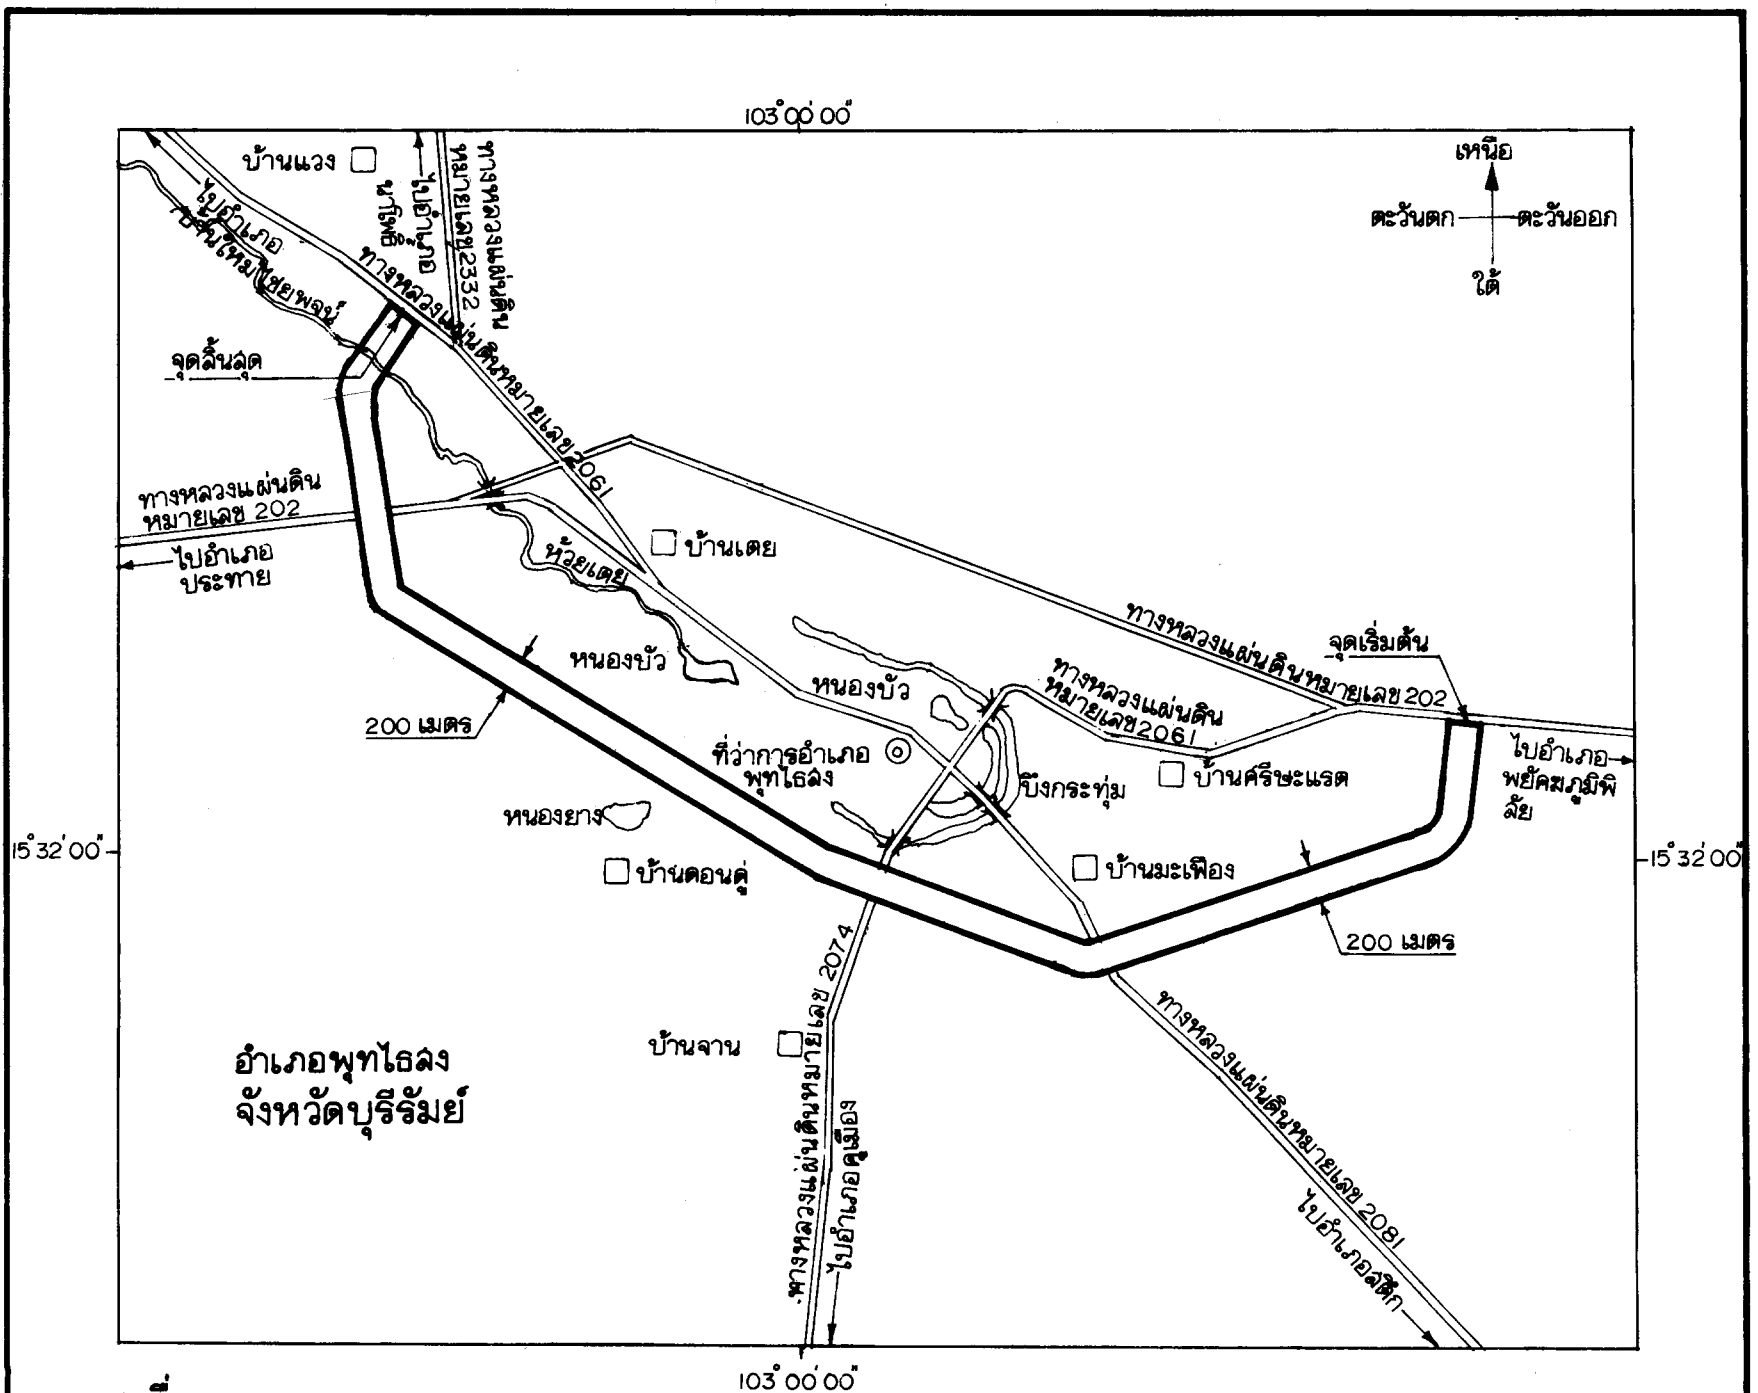 103°00'00"
บ้านแวง
ไปอำเภอ
บ้านใหม่ไชยพจน์
ไปอำเภอ
นาโพธิ์
ทางหลวงแผ่นดิน
หมายเลข2332
เหนือ
ตะวันตก
ตะวันออก
ใต้
ทางหลวงแผ่นดินหมายเลข2061
จุดสิ้นสุด
ทางหลวงแผ่นดิน
หมายเลข 202
ไปอำเภอ
ประทาย
บ้านเตย
ห้วยเตย
หนองบัว
200 เมตร
หนองบัว
ทางหลวงแผ่นดินหมายเลข 202
จุดเริ่มต้น
ทางหลวงแผ่นดิน
หมายเลข2061
ที่ว่าการอำเภอ
พุทไธสง
บึงกระทุ่ม
บ้านศรีษะแรต
ไปอำเภอ
พยัคฆภูมิพิ
สัย
หนองยาง
15°32'00"
15°32'00"
บ้านดอนดู่
บ้านมะเฟือง
200 เมตร
ทางหลวงแผ่นดินหมายเลข 2074
บ้านจาน
ทางหลวงแผ่นดินหมายเลข 2081
อำเภอพุทไธสง
จังหวัดบุรีรัมย์
ไปอำเภอคูเมือง
ไปอำเภอสตึก
103°00'00"